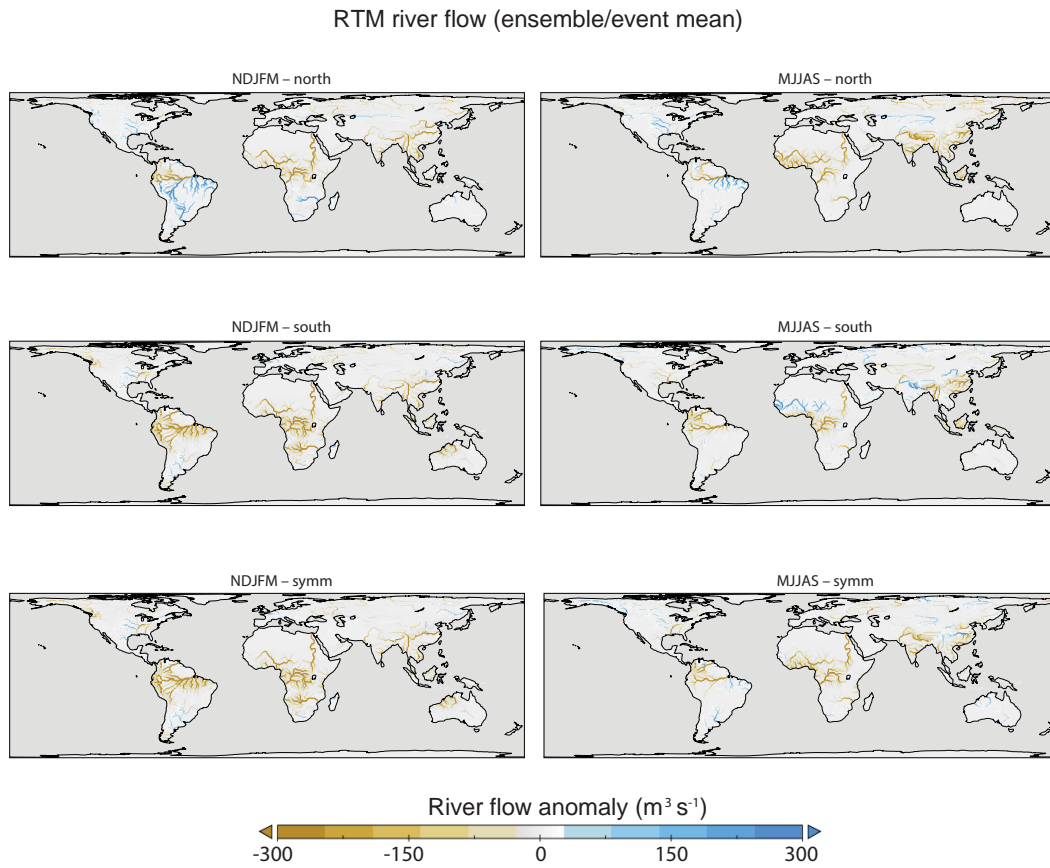 RTM river flow (ensemble/event mean)
NDJFM – north
MJJAS – north
NDJFM – south
MJJAS – south
NDJFM – symm
MJJAS – symm
River flow anomaly (m³ s⁻¹)
-300 -150 0 150 300